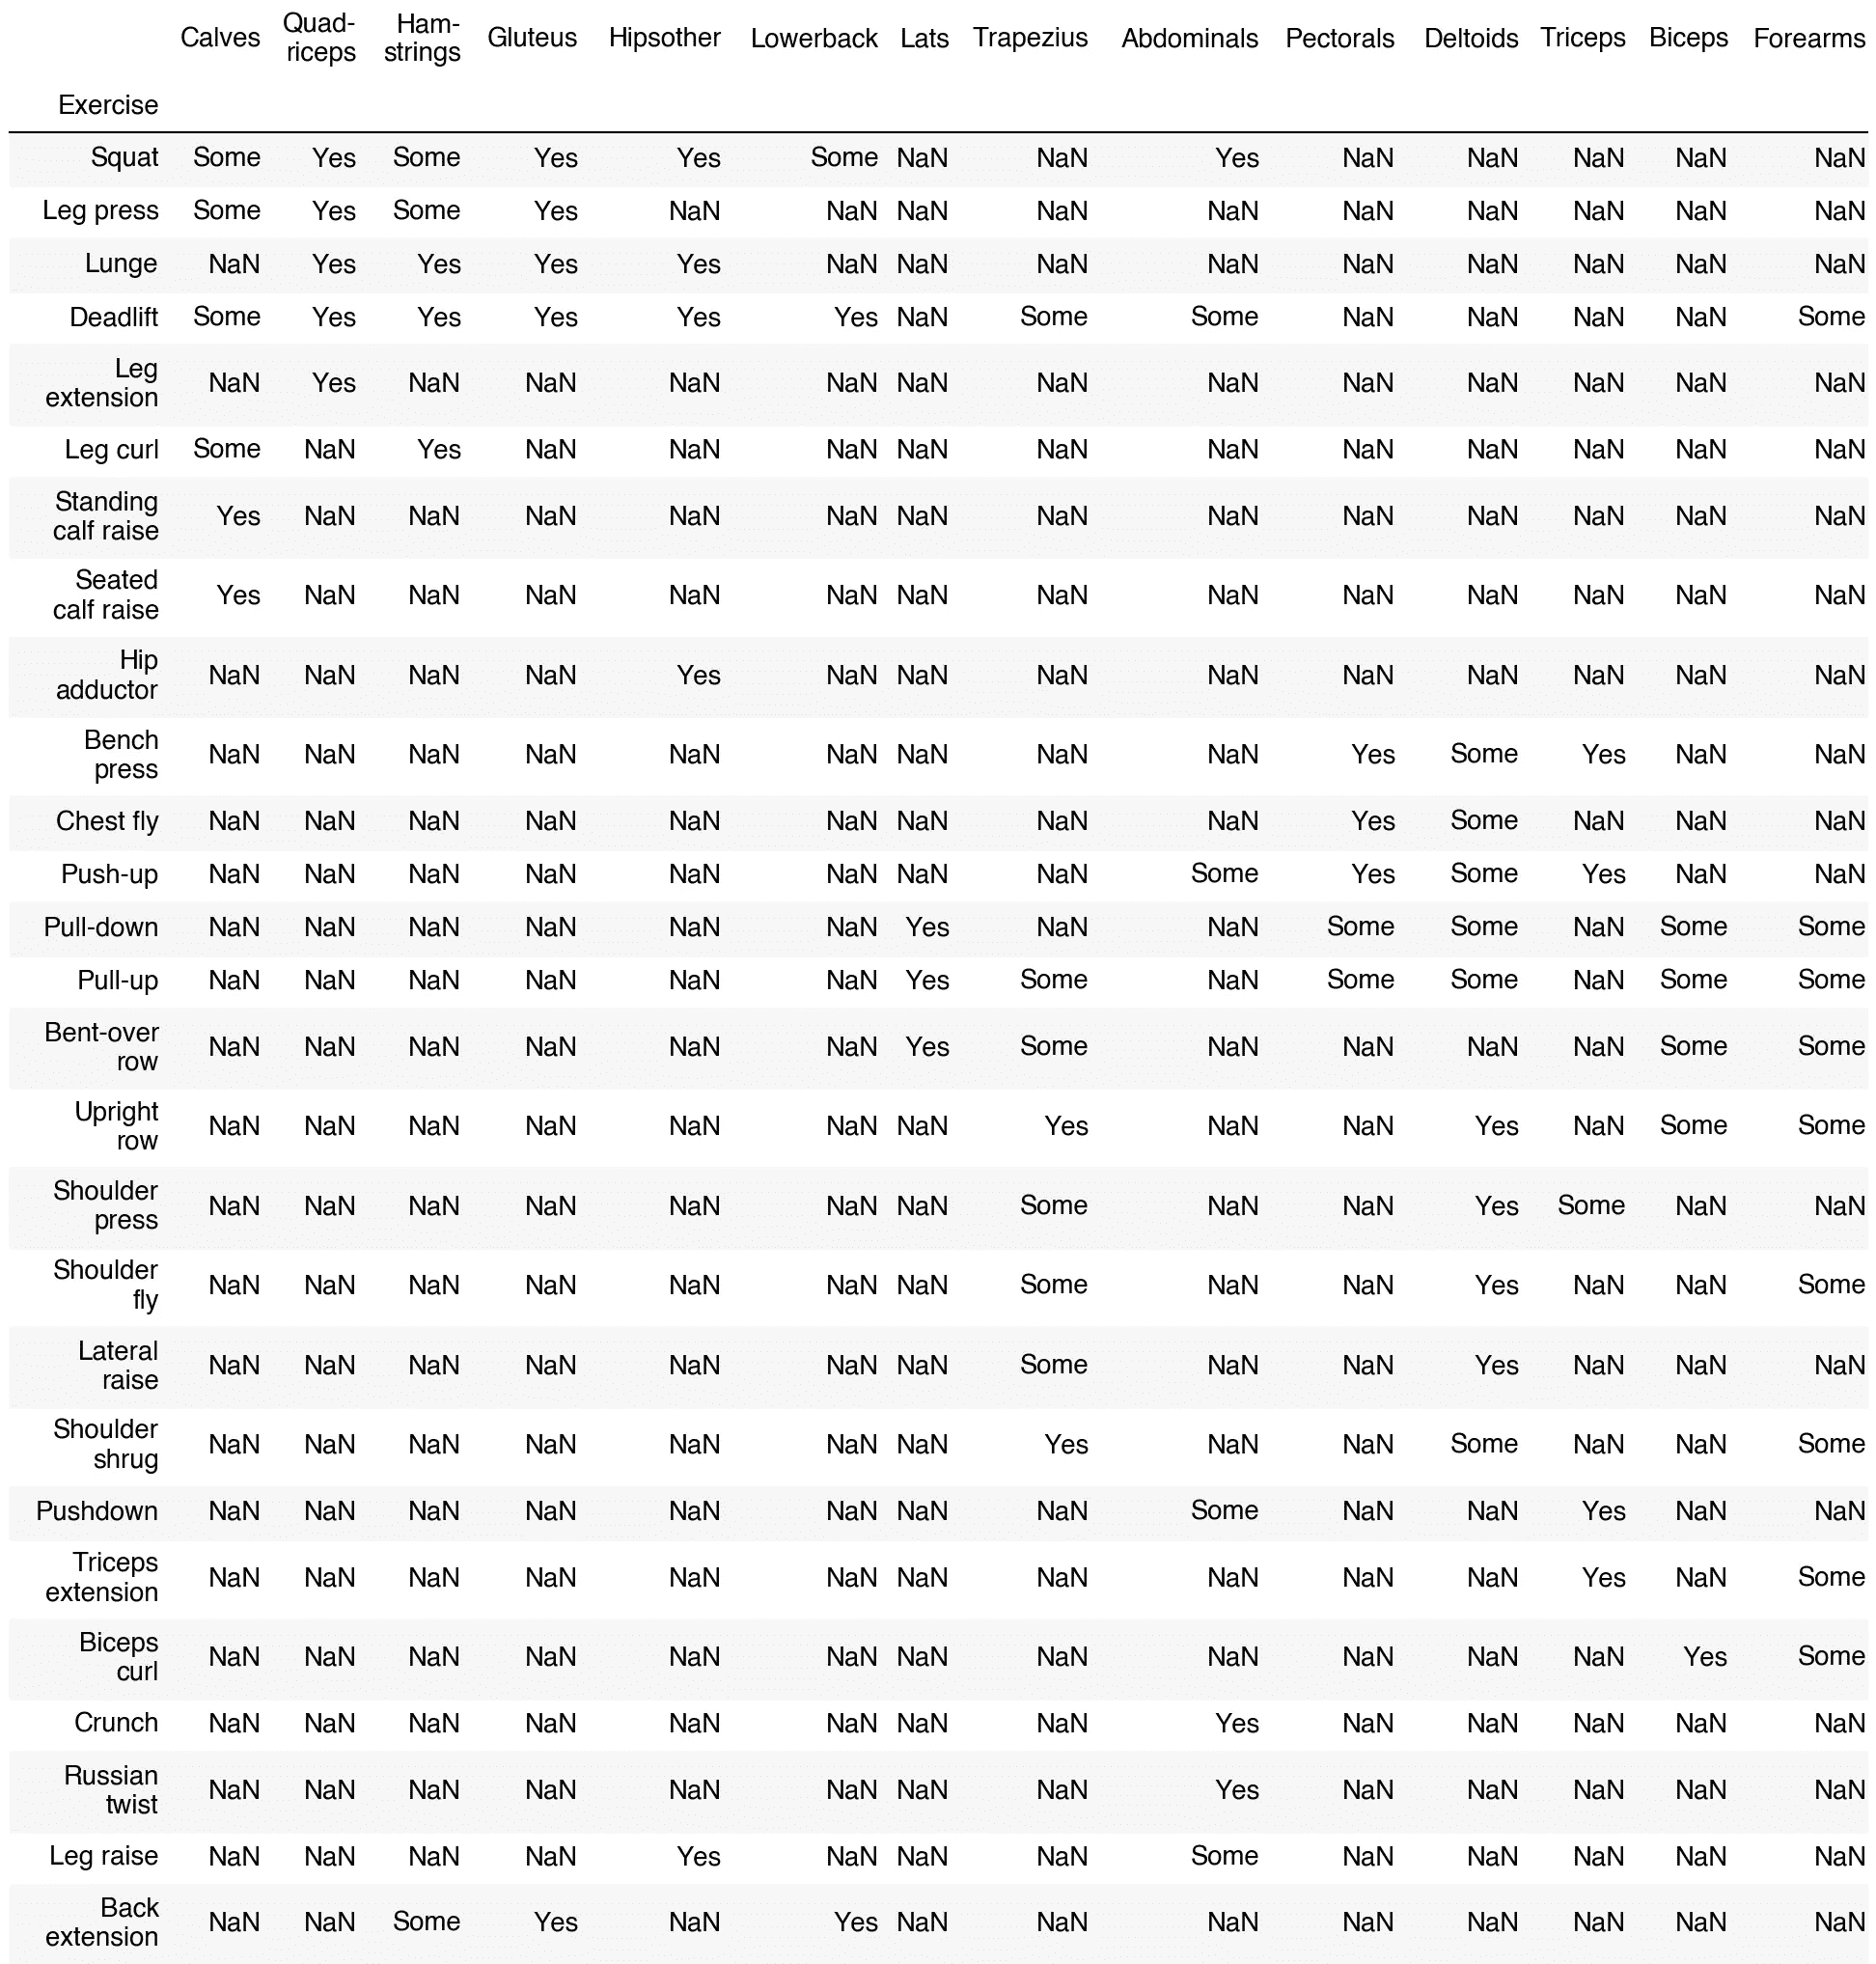 Calves Quad-riceps Ham-strings Gluteus Hipsother Lowerback Lats Trapezius Abdominals Pectorals Deltoids Triceps Biceps Forearms
Exercise
Squat Some Yes Some Yes Yes Some NaN NaN Yes NaN NaN NaN NaN NaN
Leg press Some Yes Some Yes NaN NaN NaN NaN NaN NaN NaN NaN NaN NaN
Lunge NaN Yes Yes Yes Yes NaN NaN NaN NaN NaN NaN NaN NaN NaN
Deadlift Some Yes Yes Yes Yes Yes NaN Some Some NaN NaN NaN NaN Some
Leg extension NaN Yes NaN NaN NaN NaN NaN NaN NaN NaN NaN NaN NaN NaN
Leg curl Some NaN Yes NaN NaN NaN NaN NaN NaN NaN NaN NaN NaN NaN
Standing calf raise Yes NaN NaN NaN NaN NaN NaN NaN NaN NaN NaN NaN NaN NaN
Seated calf raise Yes NaN NaN NaN NaN NaN NaN NaN NaN NaN NaN NaN NaN NaN
Hip adductor NaN NaN NaN NaN Yes NaN NaN NaN NaN NaN NaN NaN NaN NaN
Bench press NaN NaN NaN NaN NaN NaN NaN NaN NaN Yes Some Yes NaN NaN
Chest fly NaN NaN NaN NaN NaN NaN NaN NaN NaN Yes Some NaN NaN NaN
Push-up NaN NaN NaN NaN NaN NaN NaN NaN Some Yes Some Yes NaN NaN
Pull-down NaN NaN NaN NaN NaN NaN Yes NaN NaN Some Some NaN Some Some
Pull-up NaN NaN NaN NaN NaN NaN Yes Some NaN Some Some NaN Some Some
Bent-over row NaN NaN NaN NaN NaN NaN Yes Some NaN NaN NaN NaN Some Some
Upright row NaN NaN NaN NaN NaN NaN NaN Yes NaN NaN Yes NaN Some Some
Shoulder press NaN NaN NaN NaN NaN NaN NaN Some NaN NaN Yes Some NaN NaN
Shoulder fly NaN NaN NaN NaN NaN NaN NaN Some NaN NaN Yes NaN NaN Some
Lateral raise NaN NaN NaN NaN NaN NaN NaN Some NaN NaN Yes NaN NaN NaN
Shoulder shrug NaN NaN NaN NaN NaN NaN NaN Yes NaN NaN Some NaN NaN Some
Pushdown NaN NaN NaN NaN NaN NaN NaN NaN Some NaN NaN Yes NaN NaN
Triceps extension NaN NaN NaN NaN NaN NaN NaN NaN NaN NaN NaN Yes NaN Some
Biceps curl NaN NaN NaN NaN NaN NaN NaN NaN NaN NaN NaN NaN Yes Some
Crunch NaN NaN NaN NaN NaN NaN NaN NaN Yes NaN NaN NaN NaN NaN
Russian twist NaN NaN NaN NaN NaN NaN NaN NaN Yes NaN NaN NaN NaN NaN
Leg raise NaN NaN NaN NaN Yes NaN NaN NaN Some NaN NaN NaN NaN NaN
Back extension NaN NaN Some Yes NaN Yes NaN NaN NaN NaN NaN NaN NaN NaN